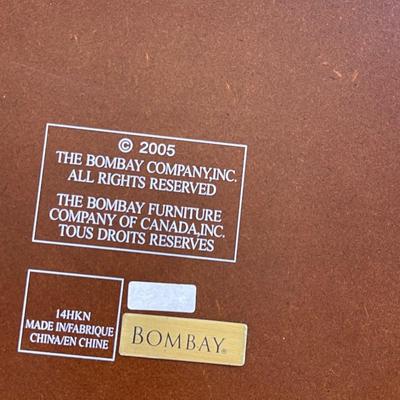 © 2005
THE BOMBAY COMPANY,INC.
ALL RIGHTS RESERVED
THE BOMBAY FURNITURE
COMPANY OF CANADA,INC.
TOUS DROITS RESERVES
14HKN
MADE IN/FABRIQUE
CHINA/EN CHINE
BOMBAY®